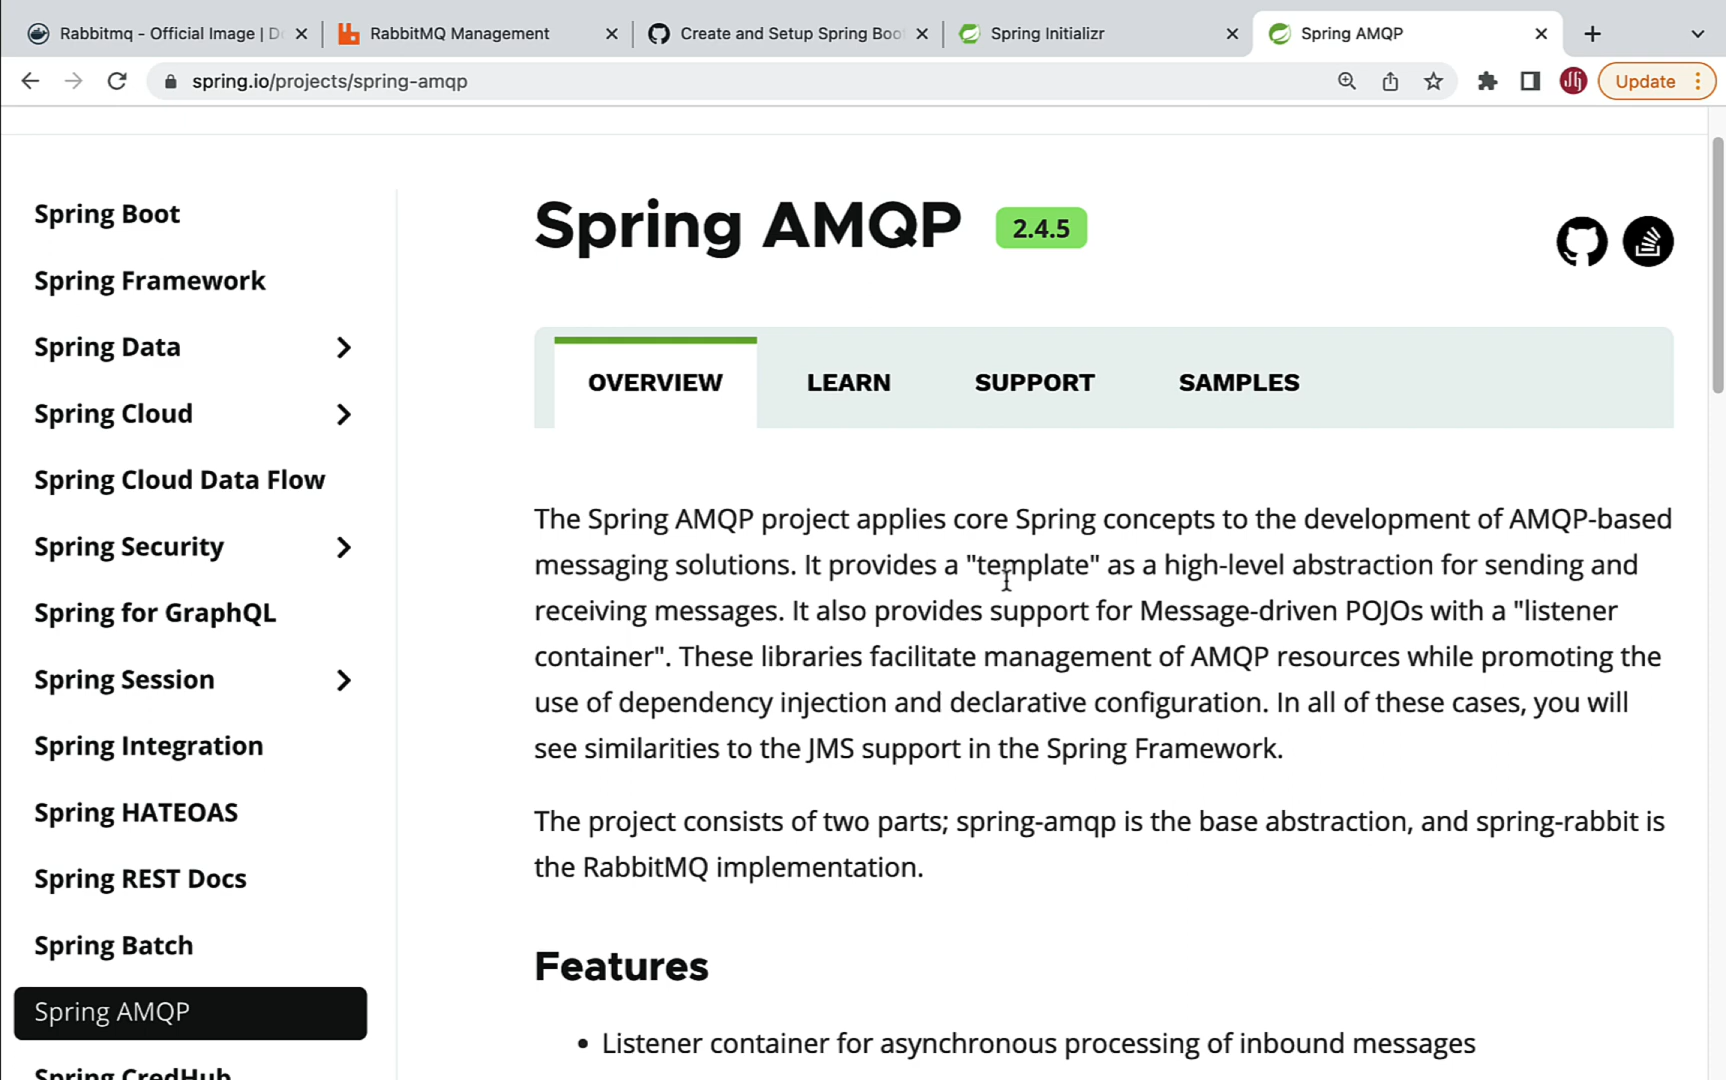 Rabbitmq - Official Image | D
RabbitMQ Management
Create and Setup Spring Boo
Spring Initializr
Spring AMQP
spring.io/projects/spring-amqp
Update
Spring Boot
Spring Framework
Spring Data
Spring Cloud
Spring Cloud Data Flow
Spring Security
Spring for GraphQL
Spring Session
Spring Integration
Spring HATEOAS
Spring REST Docs
Spring Batch
Spring AMQP
Spring CredHub
Spring AMQP 2.4.5
OVERVIEW LEARN SUPPORT SAMPLES
The Spring AMQP project applies core Spring concepts to the development of AMQP-based
messaging solutions. It provides a "template" as a high-level abstraction for sending and
receiving messages. It also provides support for Message-driven POJOs with a "listener
container". These libraries facilitate management of AMQP resources while promoting the
use of dependency injection and declarative configuration. In all of these cases, you will
see similarities to the JMS support in the Spring Framework.
The project consists of two parts; spring-amqp is the base abstraction, and spring-rabbit is
the RabbitMQ implementation.
Features
• Listener container for asynchronous processing of inbound messages